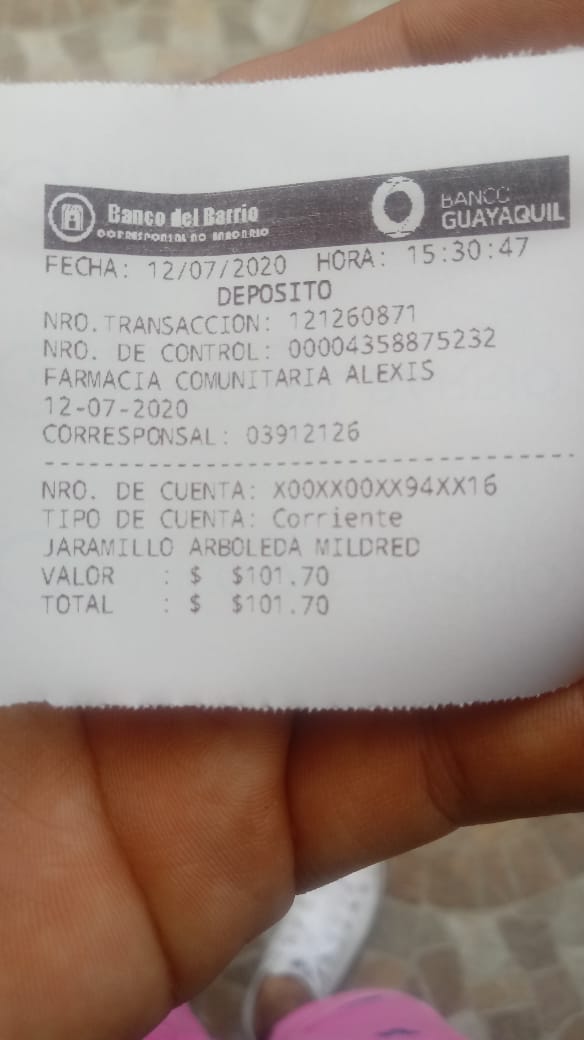 Banco del Barrio
CORRESPONSAL NO BANCARIO
BANCO
GUAYAQUIL
FECHA: 12/07/2020 HORA: 15:30:47
DEPOSITO
NRO.TRANSACCION: 121260871
NRO. DE CONTROL: 00004358875232
FARMACIA COMUNITARIA ALEXIS
12-07-2020
CORRESPONSAL: 03912126
NRO. DE CUENTA: X00XX00XX94XX16
TIPO DE CUENTA: Corriente
JARAMILLO ARBOLEDA MILDRED
VALOR : $ $101.70
TOTAL : $ $101.70